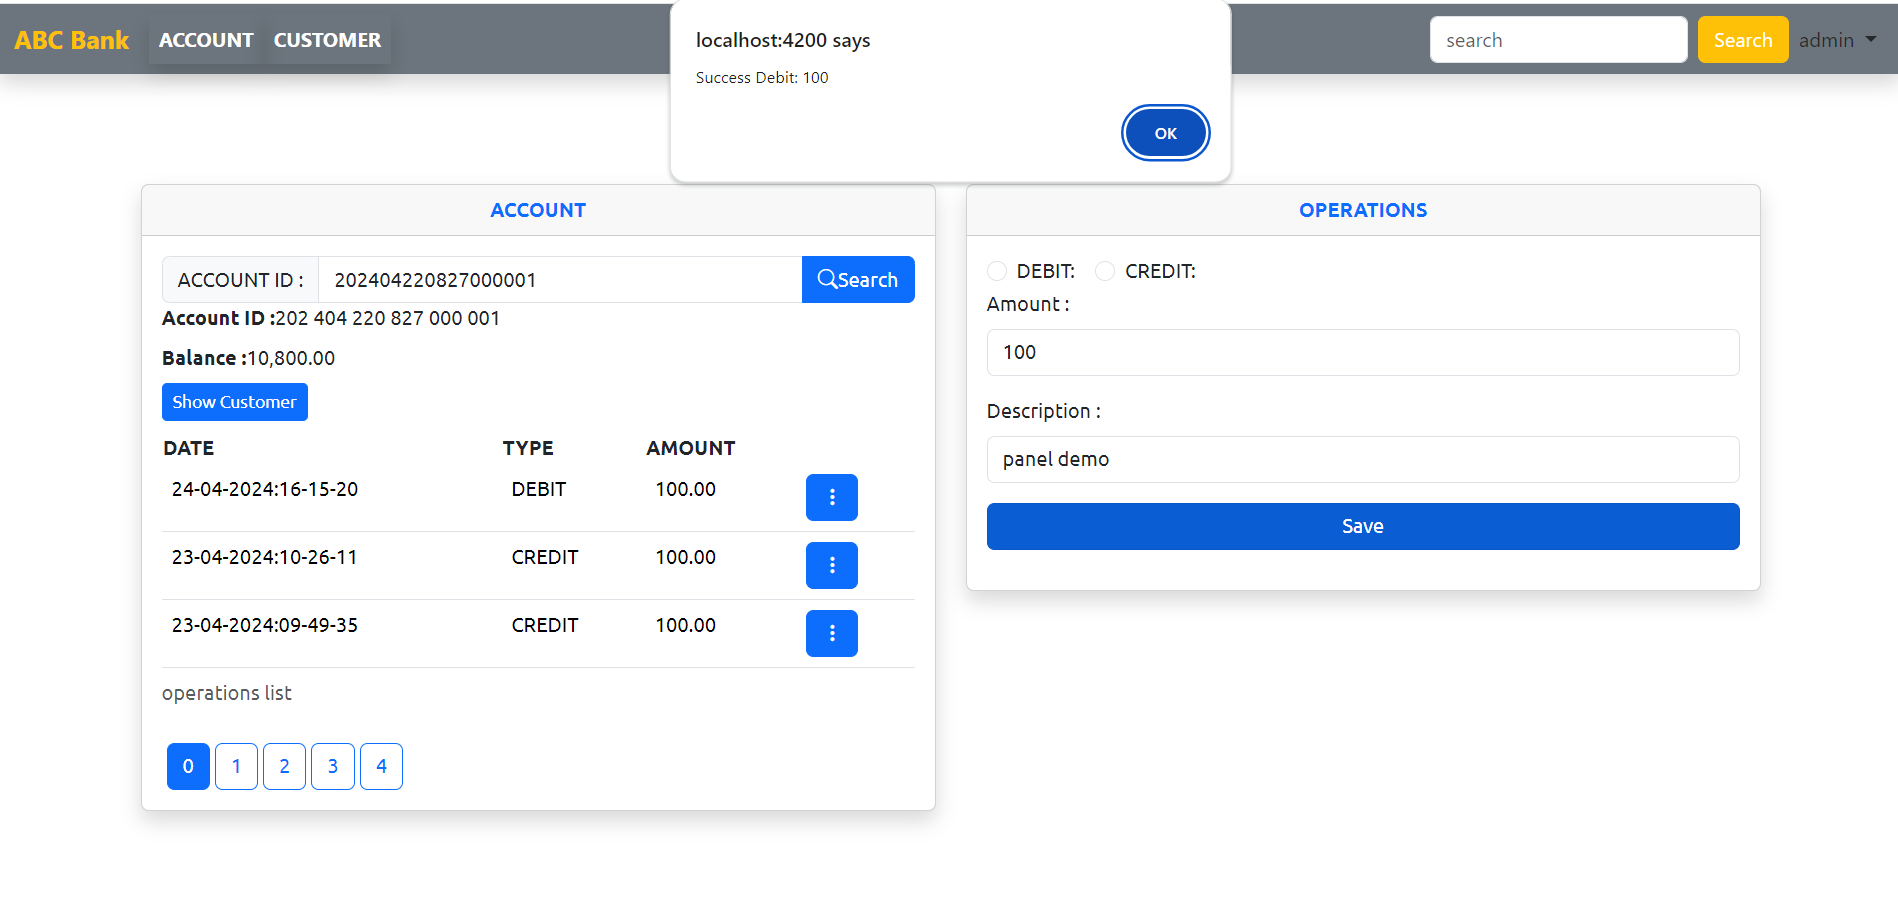 ABC Bank ACCOUNT CUSTOMER search Search admin
localhost:4200 says
Success Debit: 100
OK
ACCOUNT
ACCOUNT ID : 202404220827000001 Search
Account ID :202 404 220 827 000 001
Balance :10,800.00
Show Customer
DATE TYPE AMOUNT
24-04-2024:16-15-20 DEBIT 100.00
23-04-2024:10-26-11 CREDIT 100.00
23-04-2024:09-49-35 CREDIT 100.00
operations list
0 1 2 3 4
OPERATIONS
DEBIT: CREDIT:
Amount :
100
Description :
panel demo
Save